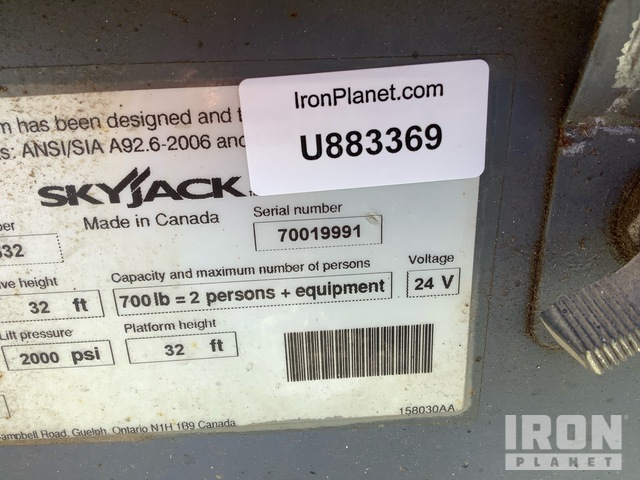 IronPlanet.com
U883369
has been designed and
ANSI/SIA A92.6-2006 and
SKYJACK
Made in Canada
Serial number
70019991
height
32 ft
Capacity and maximum number of persons
700 lb = 2 persons + equipment
Voltage
24 V
Lift pressure
2000 psi
Platform height
32 ft
158030AA
Campbell Road, Guelph, Ontario N1H 1B9 Canada
IRON
PLANET